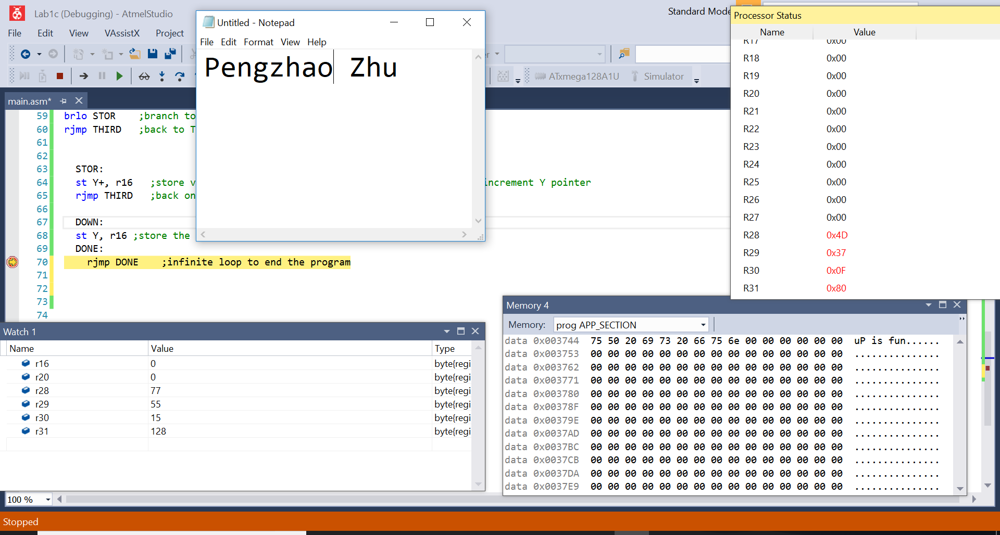 Lab1c (Debugging) - AtmelStudio
Standard Mode
File Edit View VAssistX Project
ATxmega128A1U Simulator
Untitled - Notepad
File Edit Format View Help
Pengzhao Zhu
main.asm*
59 brlo STOR ;branch to
60 rjmp THIRD ;back to T
61
62
63 STOR:
64 st Y+, r16 ;store v increment Y pointer
65 rjmp THIRD ;back on
66
67 DOWN:
68 st Y, r16 ;store the
69 DONE:
70 rjmp DONE ;infinite loop to end the program
71
72
73
74
Processor Status
Name Value
R17 0x00
R18 0x00
R19 0x00
R20 0x00
R21 0x00
R22 0x00
R23 0x00
R24 0x00
R25 0x00
R26 0x00
R27 0x00
R28 0x4D
R29 0x37
R30 0x0F
R31 0x80
Watch 1
Name Value Type
r16 0 byte{regi
r20 0 byte{regi
r28 77 byte{regi
r29 55 byte{regi
r30 15 byte{regi
r31 128 byte{regi
Memory 4
Memory: prog APP_SECTION
data 0x003744 75 50 20 69 73 20 66 75 6e 00 00 00 00 00 00 uP is fun......
data 0x003753 00 00 00 00 00 00 00 00 00 00 00 00 00 00 00 ...............
data 0x003762 00 00 00 00 00 00 00 00 00 00 00 00 00 00 00 ...............
data 0x003771 00 00 00 00 00 00 00 00 00 00 00 00 00 00 00 ...............
data 0x003780 00 00 00 00 00 00 00 00 00 00 00 00 00 00 00 ...............
data 0x00378F 00 00 00 00 00 00 00 00 00 00 00 00 00 00 00 ...............
data 0x00379E 00 00 00 00 00 00 00 00 00 00 00 00 00 00 00 ...............
data 0x0037AD 00 00 00 00 00 00 00 00 00 00 00 00 00 00 00 ...............
data 0x0037BC 00 00 00 00 00 00 00 00 00 00 00 00 00 00 00 ...............
data 0x0037CB 00 00 00 00 00 00 00 00 00 00 00 00 00 00 00 ...............
data 0x0037DA 00 00 00 00 00 00 00 00 00 00 00 00 00 00 00 ...............
data 0x0037E9 00 00 00 00 00 00 00 00 00 00 00 00 00 00 00 ...............
100 %
Stopped